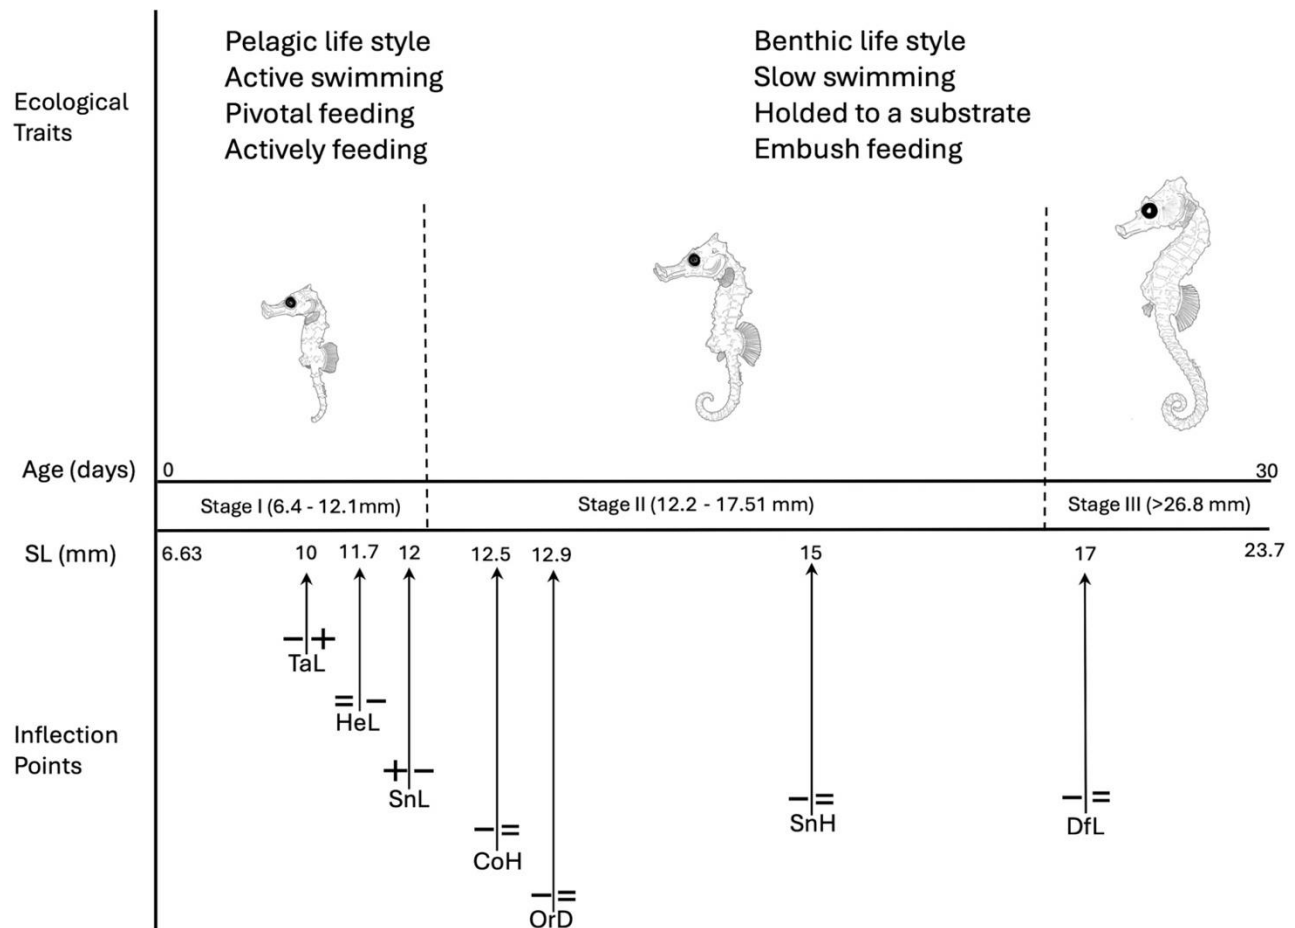 Pelagic life style
Active swimming
Pivotal feeding
Actively feeding
Benthic life style
Slow swimming
Holded to a substrate
Embush feeding
Ecological
Traits
Age (days)
0
30
Stage I (6.4 - 12.1mm)
Stage II (12.2 - 17.51 mm)
Stage III (>26.8 mm)
SL (mm)
6.63
10
11.7
12
12.5
12.9
15
17
23.7
Inflection
Points
− +
TaL
= −
HeL
+ −
SnL
− =
CoH
− =
OrD
− =
SnH
− =
DfL